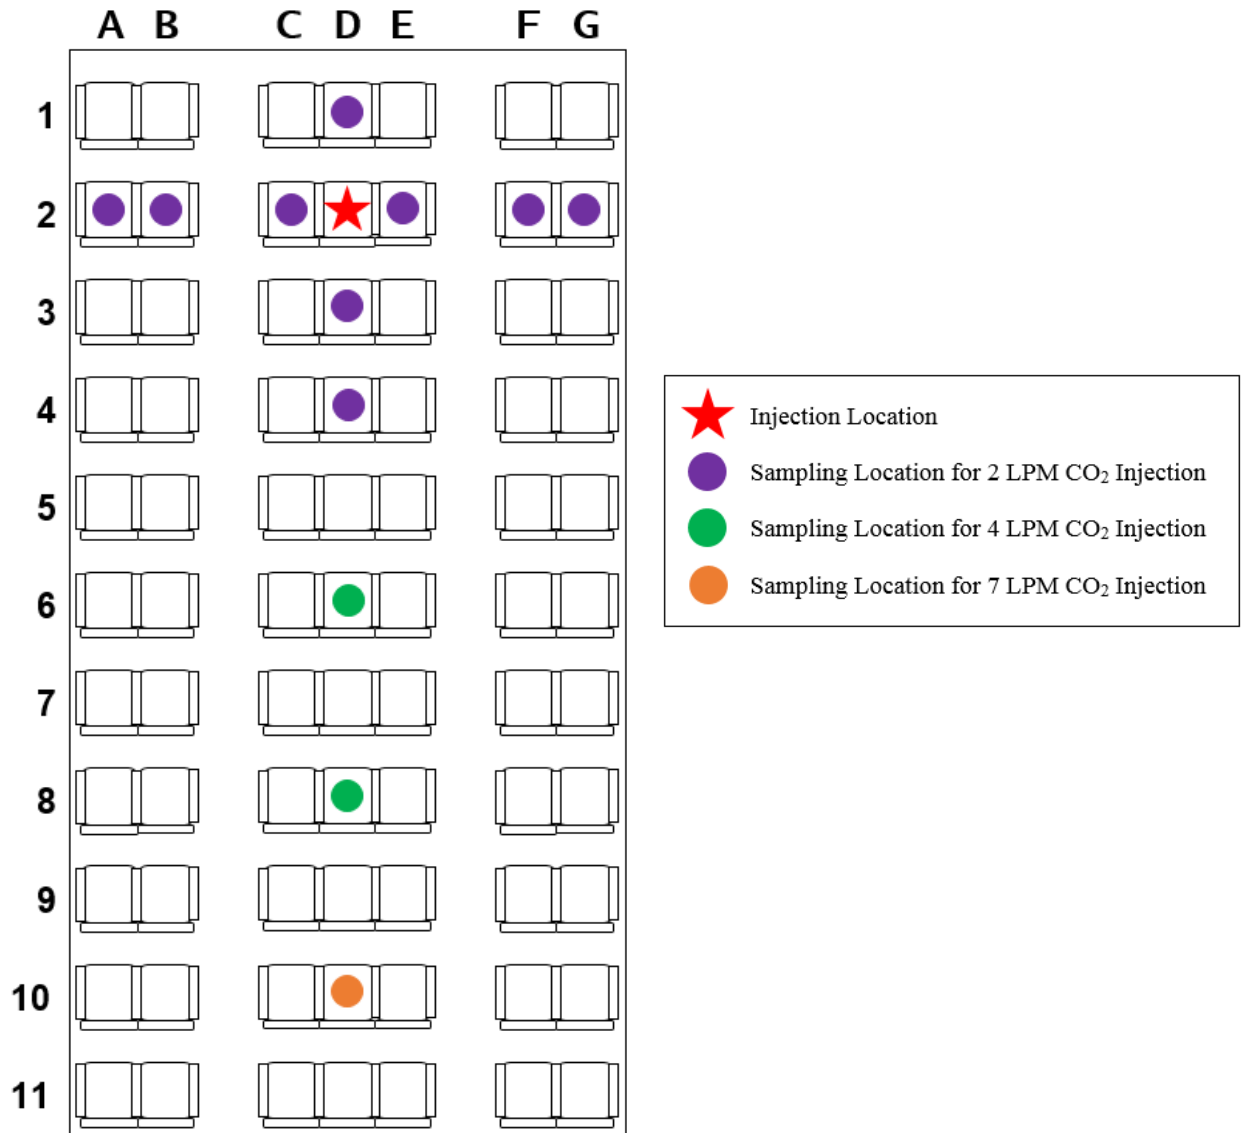 A B C D E F G
1
2
3
4
5
6
7
8
9
10
11
Injection Location
Sampling Location for 2 LPM CO₂ Injection
Sampling Location for 4 LPM CO₂ Injection
Sampling Location for 7 LPM CO₂ Injection